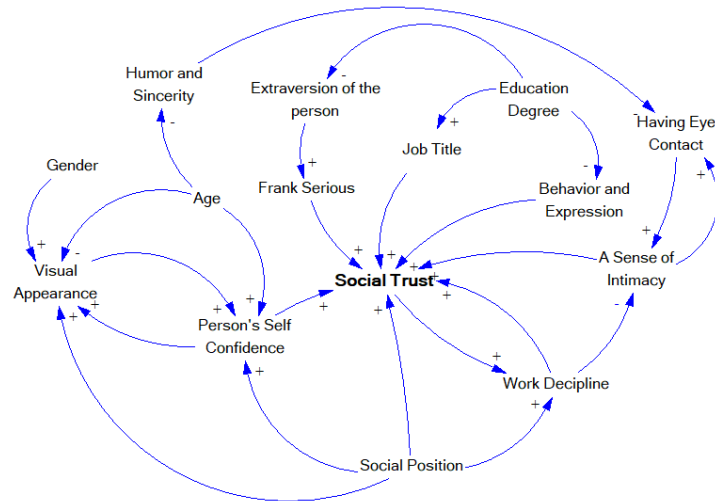 Humor and
Sincerity
Extraversion of the
person
Education
Degree
Having Eye
Contact
Job Title
Gender
Frank Serious
Age
Behavior and
Expression
Visual
Appearance
Social Trust
A Sense of
Intimacy
Person's Self
Confidence
Work Decipline
Social Position
-
-
-
+
-
+
+
+
-
+
+
+
+
+
+
+
+
+
+
+
+
+
-
+
+
+
+